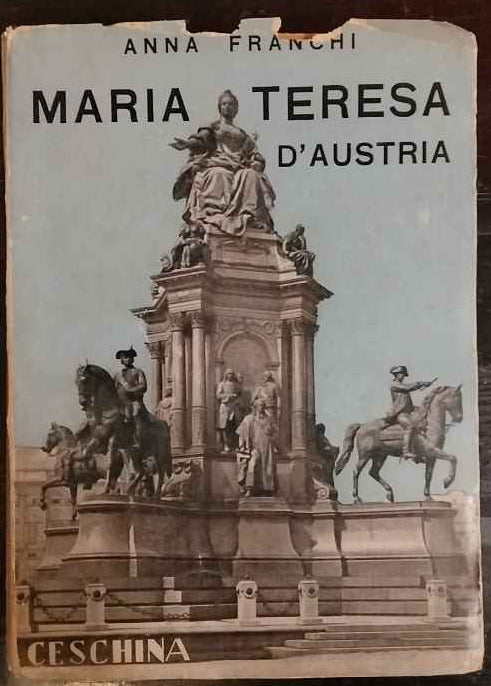 ANNA FRANCHI
MARIA TERESA
D'AUSTRIA
CESCHINA